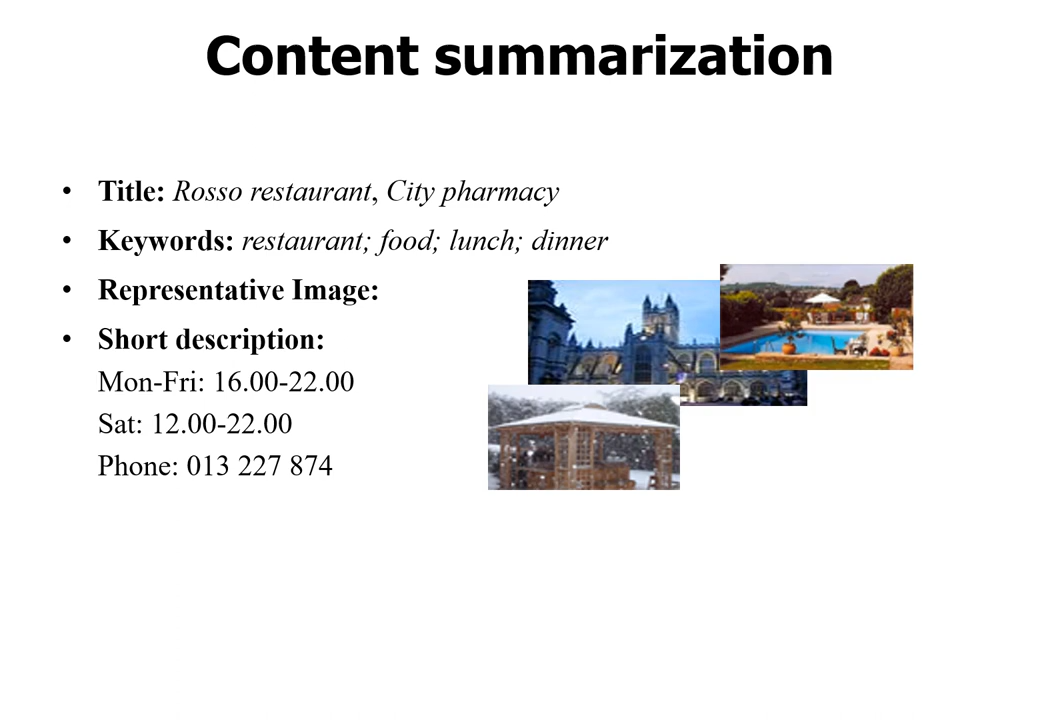 Content summarization
• Title: Rosso restaurant, City pharmacy
• Keywords: restaurant; food; lunch; dinner
• Representative Image:
• Short description:
Mon-Fri: 16.00-22.00
Sat: 12.00-22.00
Phone: 013 227 874